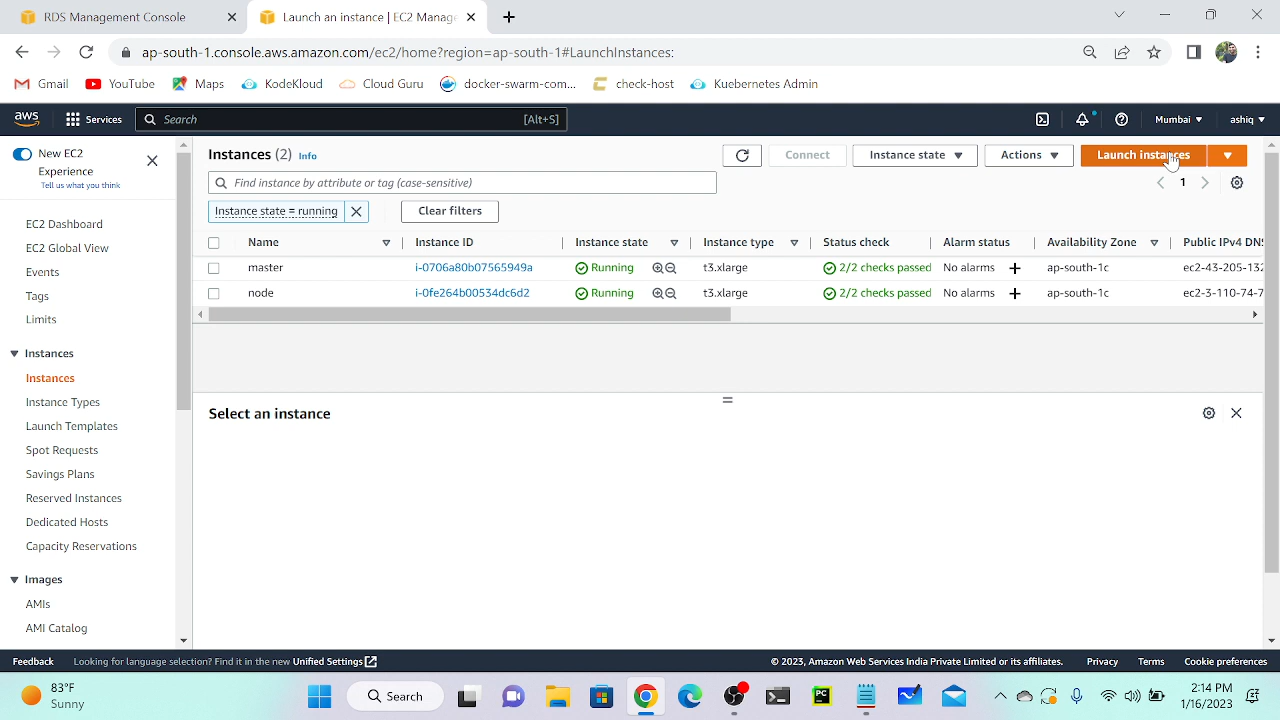 RDS Management Console
Launch an instance | EC2 Manage
ap-south-1.console.aws.amazon.com/ec2/home?region=ap-south-1#LaunchInstances:
Gmail YouTube Maps KodeKloud Cloud Guru docker-swarm-com... check-host Kuebernetes Admin
aws Services Search [Alt+S] Mumbai ashiq
New EC2
Experience
Tell us what you think
EC2 Dashboard
EC2 Global View
Events
Tags
Limits
Instances
Instances
Instance Types
Launch Templates
Spot Requests
Savings Plans
Reserved Instances
Dedicated Hosts
Capacity Reservations
Images
AMIs
AMI Catalog
Instances (2) Info
Connect Instance state Actions Launch instances
Find instance by attribute or tag (case-sensitive)
1
Instance state = running Clear filters
Name Instance ID Instance state Instance type Status check Alarm status Availability Zone Public IPv4 DNS
master i-0706a80b07565949a Running t3.xlarge 2/2 checks passed No alarms ap-south-1c ec2-43-205-132
node i-0fe264b00534dc6d2 Running t3.xlarge 2/2 checks passed No alarms ap-south-1c ec2-3-110-74-7
Select an instance
Feedback Looking for language selection? Find it in the new Unified Settings © 2023, Amazon Web Services India Private Limited or its affiliates. Privacy Terms Cookie preferences
83°F
Sunny
Search
PC
2:14 PM
1/16/2023